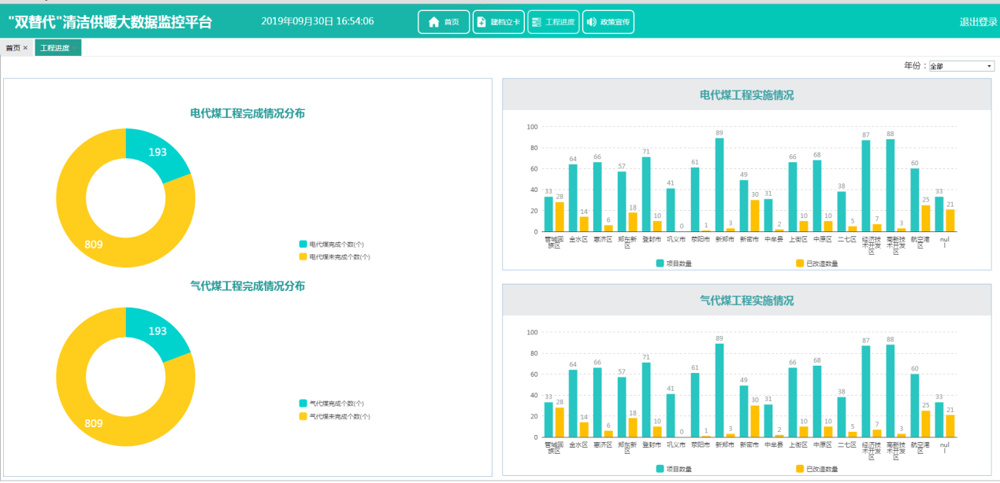 "双替代"清洁供暖大数据监控平台
2019年09月30日 16:54:06
首页
建档立卡
工程进度
政策宣传
退出登录
首页 ×
工程进度 ×
年份：全部
电代煤工程完成情况分布
193
809
电代煤完成个数(个)
电代煤未完成个数(个)
气代煤工程完成情况分布
193
809
气代煤完成个数(个)
气代煤未完成个数(个)
电代煤工程实施情况
100
80
60
40
20
0
33 28 64 14 66 6 57 18 71 10 41 0 61 1 89 3 49 30 31 2 66 10 68 10 38 5 87 7 88 3 60 25 33 21
管城回族区 金水区 惠济区 郑东新区 登封市 巩义市 荥阳市 新郑市 新密市 中牟县 上街区 中原区 二七区 经济技术开发区 高新技术开发区 航空港区 null
项目数量 已改造数量
气代煤工程实施情况
100
80
60
40
20
0
33 28 64 14 66 6 57 18 71 10 41 0 61 1 89 3 49 30 31 2 66 10 68 10 38 5 87 7 88 3 60 25 33 21
管城回族区 金水区 惠济区 郑东新区 登封市 巩义市 荥阳市 新郑市 新密市 中牟县 上街区 中原区 二七区 经济技术开发区 高新技术开发区 航空港区 null
项目数量 已改造数量